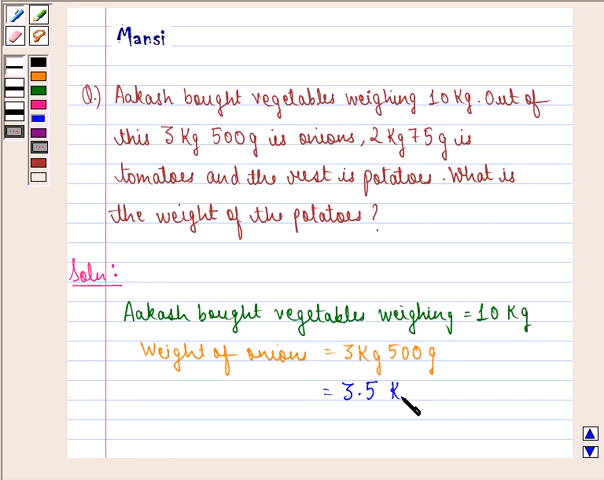 Mansi
Q.) Aakash bought vegetables weighing 10 Kg. Out of
this 3 Kg 500 g is onions, 2 Kg 75 g is
tomatoes and the rest is potatoes. What is
the weight of the potatoes?
Soln:
Aakash bought vegetables weighing = 10 Kg
Weight of onions = 3 Kg 500 g
= 3.5 K